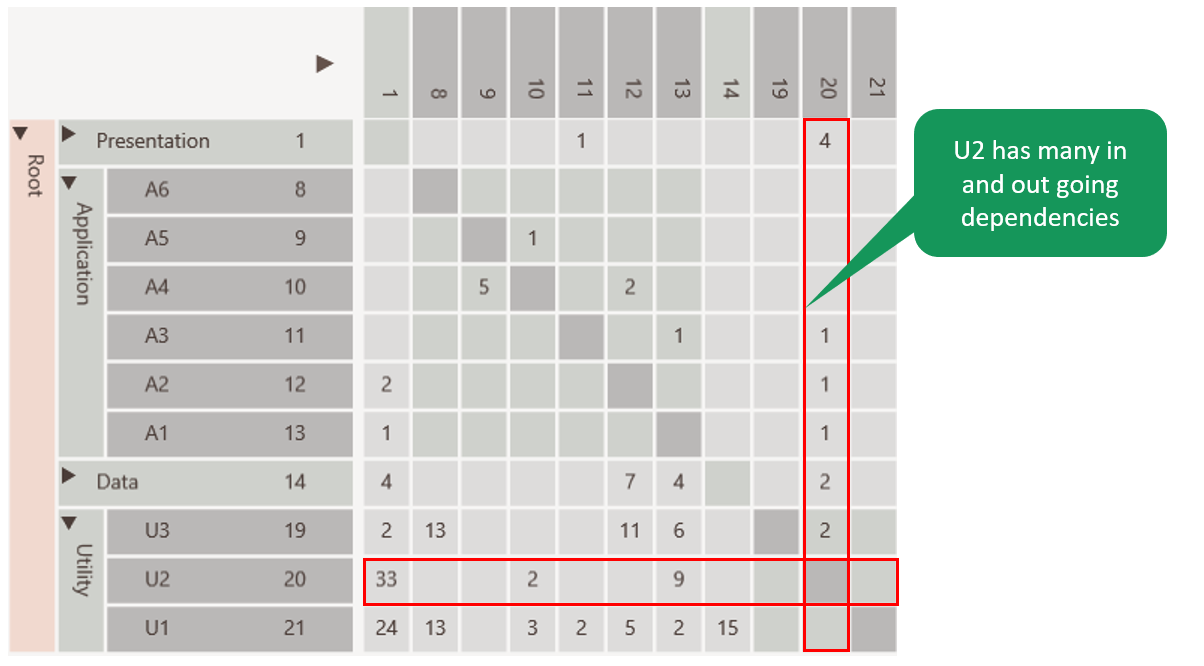 1 8 9 10 11 12 13 14 19 20 21
Root
Presentation 1 1 4
Application
A6 8
A5 9 1
A4 10 5 2
A3 11 1 1
A2 12 2 1
A1 13 1 1
Data 14 4 7 4 2
Utility
U3 19 2 13 11 6 2
U2 20 33 2 9
U1 21 24 13 3 2 5 2 15
U2 has many in
and out going
dependencies